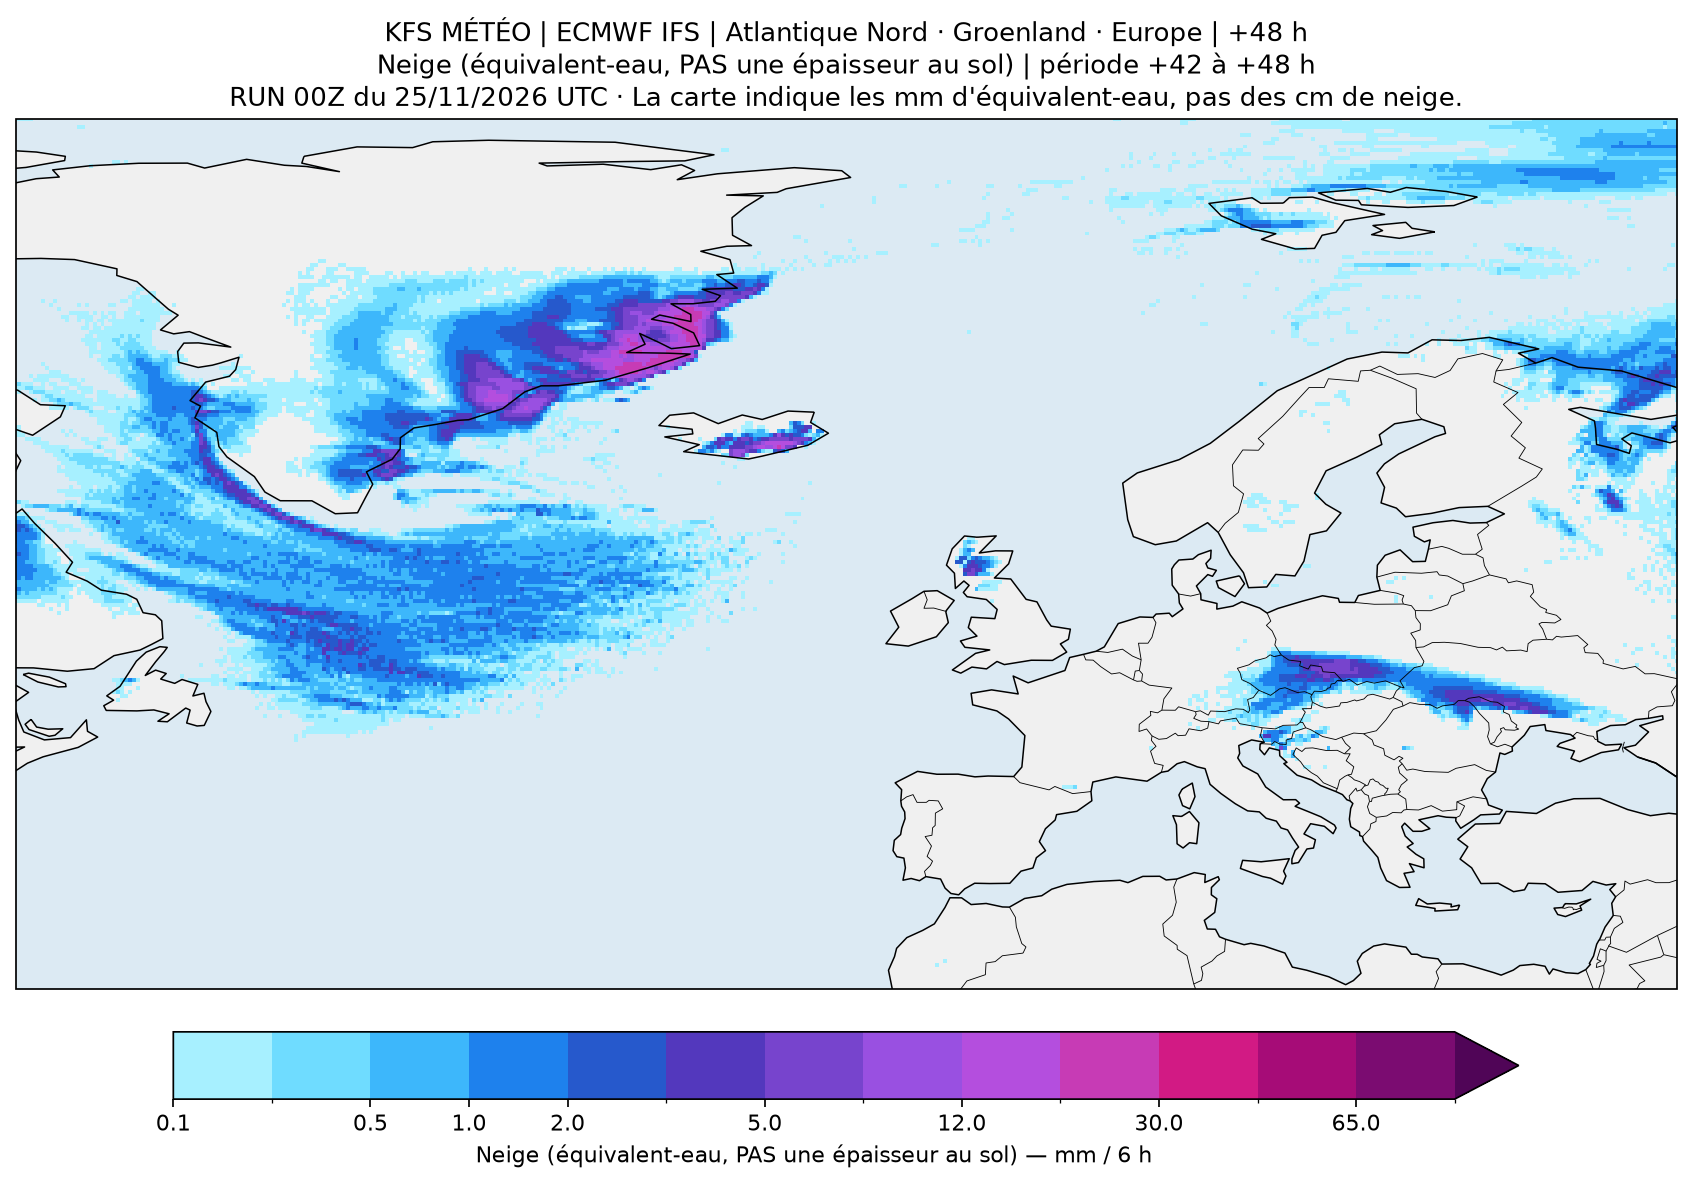 KFS MÉTÉO | ECMWF IFS | Atlantique Nord · Groenland · Europe | +48 h
Neige (équivalent-eau, PAS une épaisseur au sol) | période +42 à +48 h
RUN 00Z du 25/11/2026 UTC · La carte indique les mm d'équivalent-eau, pas des cm de neige.
0.1 0.5 1.0 2.0 5.0 12.0 30.0 65.0
Neige (équivalent-eau, PAS une épaisseur au sol) — mm / 6 h